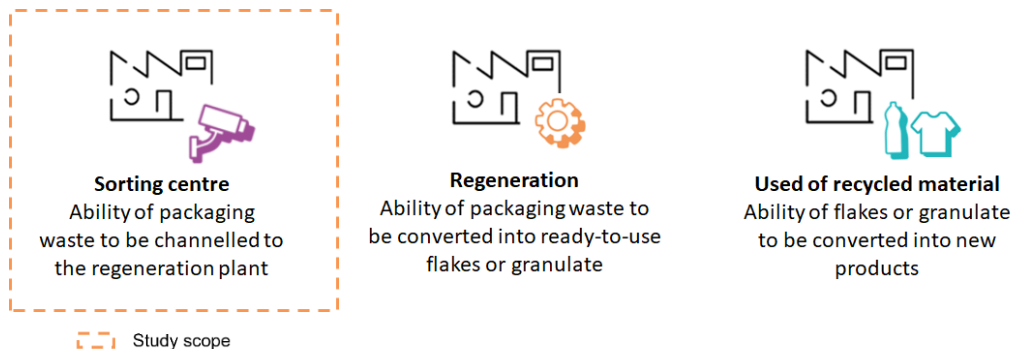 Sorting centre
Ability of packaging
waste to be channelled to
the regeneration plant
Regeneration
Ability of packaging waste to
be converted into ready-to-use
flakes or granulate
Used of recycled material
Ability of flakes or granulate
to be converted into new
products
Study scope